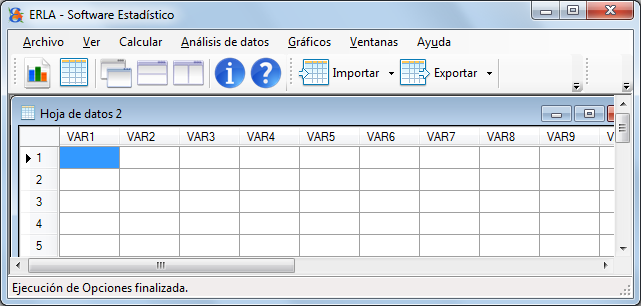 ERLA - Software Estadístico
Archivo Ver Calcular Análisis de datos Gráficos Ventanas Ayuda
Importar Exportar
Hoja de datos 2
VAR1 VAR2 VAR3 VAR4 VAR5 VAR6 VAR7 VAR8 VAR9 V
1
2
3
4
5
Ejecución de Opciones finalizada.